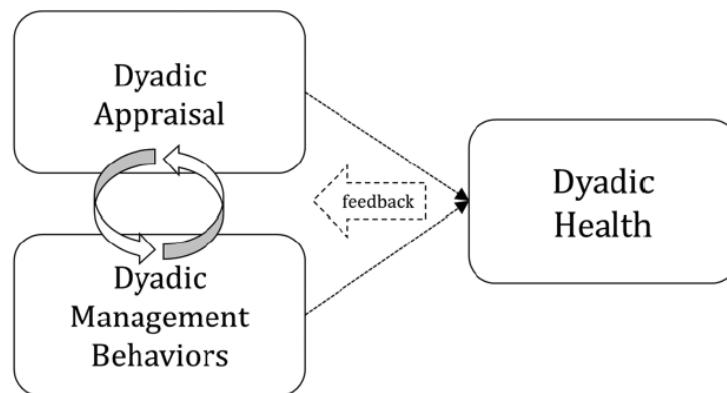 Dyadic
Appraisal
feedback
Dyadic
Health
Dyadic
Management
Behaviors